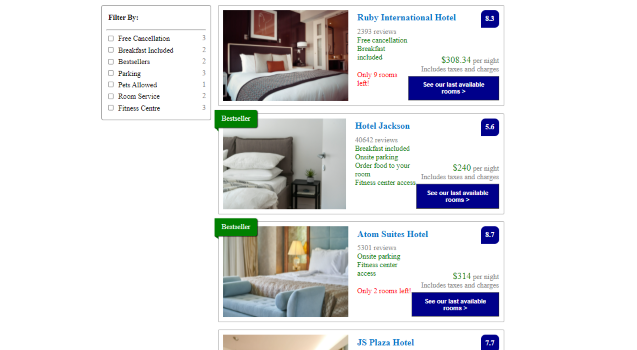 Filter By:
Free Cancellation 3
Breakfast Included 2
Bestsellers 2
Parking 3
Pets Allowed 1
Room Service 2
Fitness Centre 3
Ruby International Hotel 8.3
2393 reviews
Free cancellation
Breakfast
included
Only 9 rooms
left!
$308.34 per night
Includes taxes and charges
See our last available
rooms >
Bestseller
Hotel Jackson 5.6
40642 reviews
Breakfast included
Onsite parking
Order food to your
room
Fitness center access
$240 per night
Includes taxes and charges
See our last available
rooms >
Bestseller
Atom Suites Hotel 8.7
5301 reviews
Onsite parking
Fitness center
access
Only 2 rooms left!
$314 per night
Includes taxes and charges
See our last available
rooms >
JS Plaza Hotel 7.7